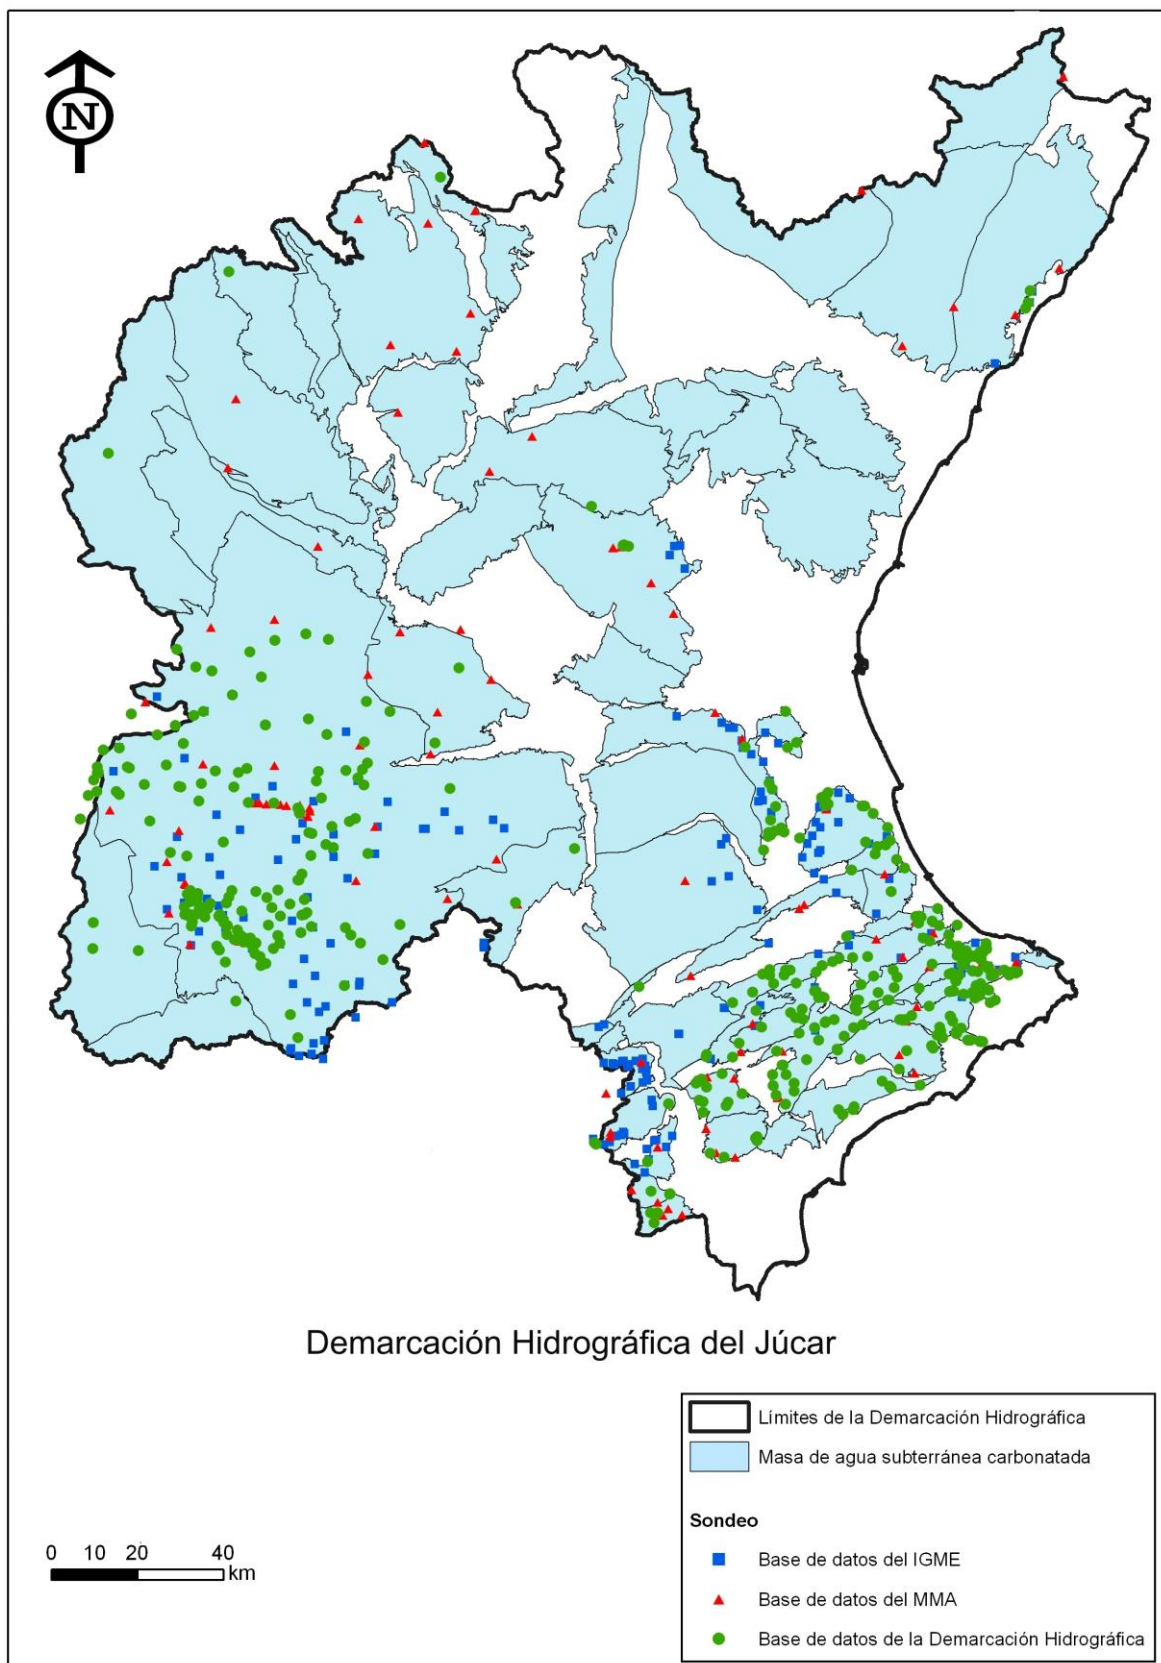 N
Demarcación Hidrográfica del Júcar
Límites de la Demarcación Hidrográfica
Masa de agua subterránea carbonatada
Sondeo
Base de datos del IGME
Base de datos del MMA
Base de datos de la Demarcación Hidrográfica
0 10 20 40
km